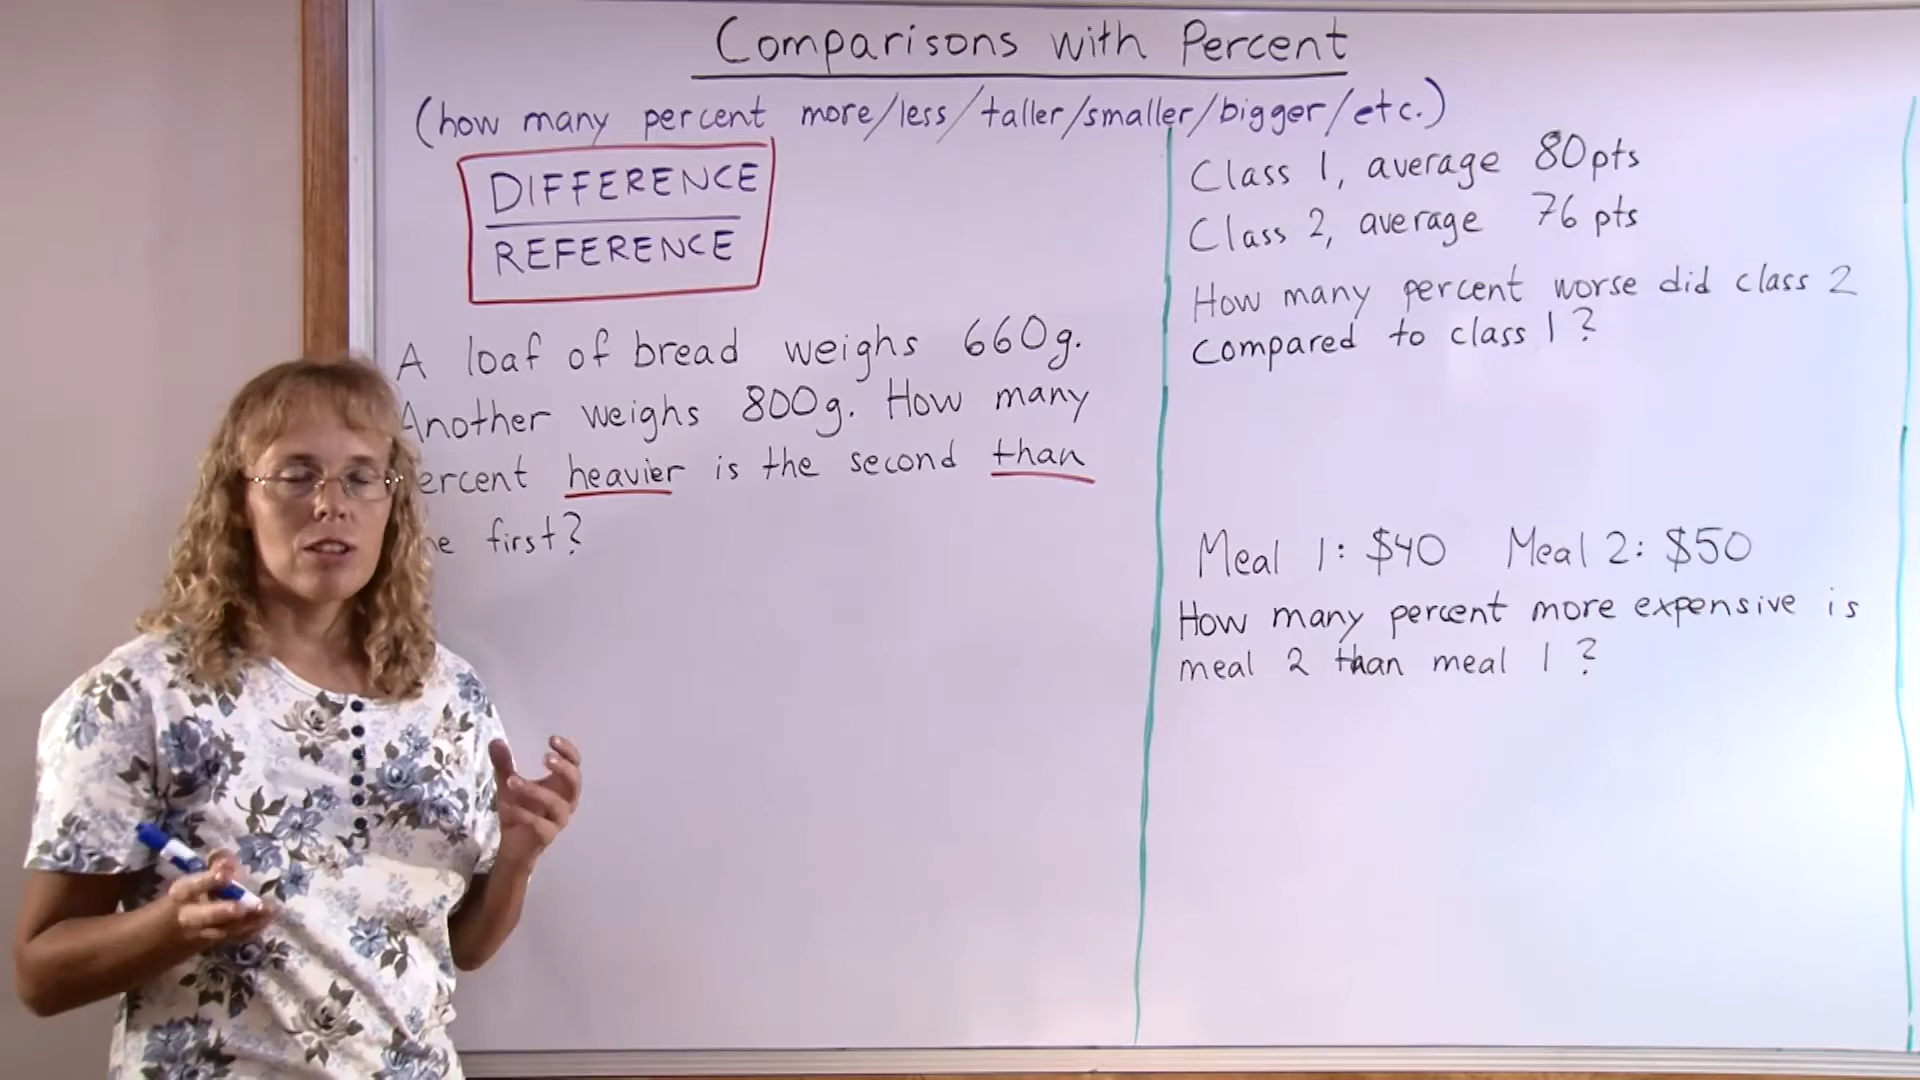 Comparisons with Percent
(how many percent more/less/taller/smaller/bigger/etc.)
DIFFERENCE
REFERENCE
A loaf of bread weighs 660g.
Another weighs 800g. How many
ercent heavier is the second than
e first?
Class 1, average 80pts
Class 2, average 76 pts
How many percent worse did class 2
compared to class 1?
Meal 1: $40 Meal 2: $50
How many percent more expensive is
meal 2 than meal 1?